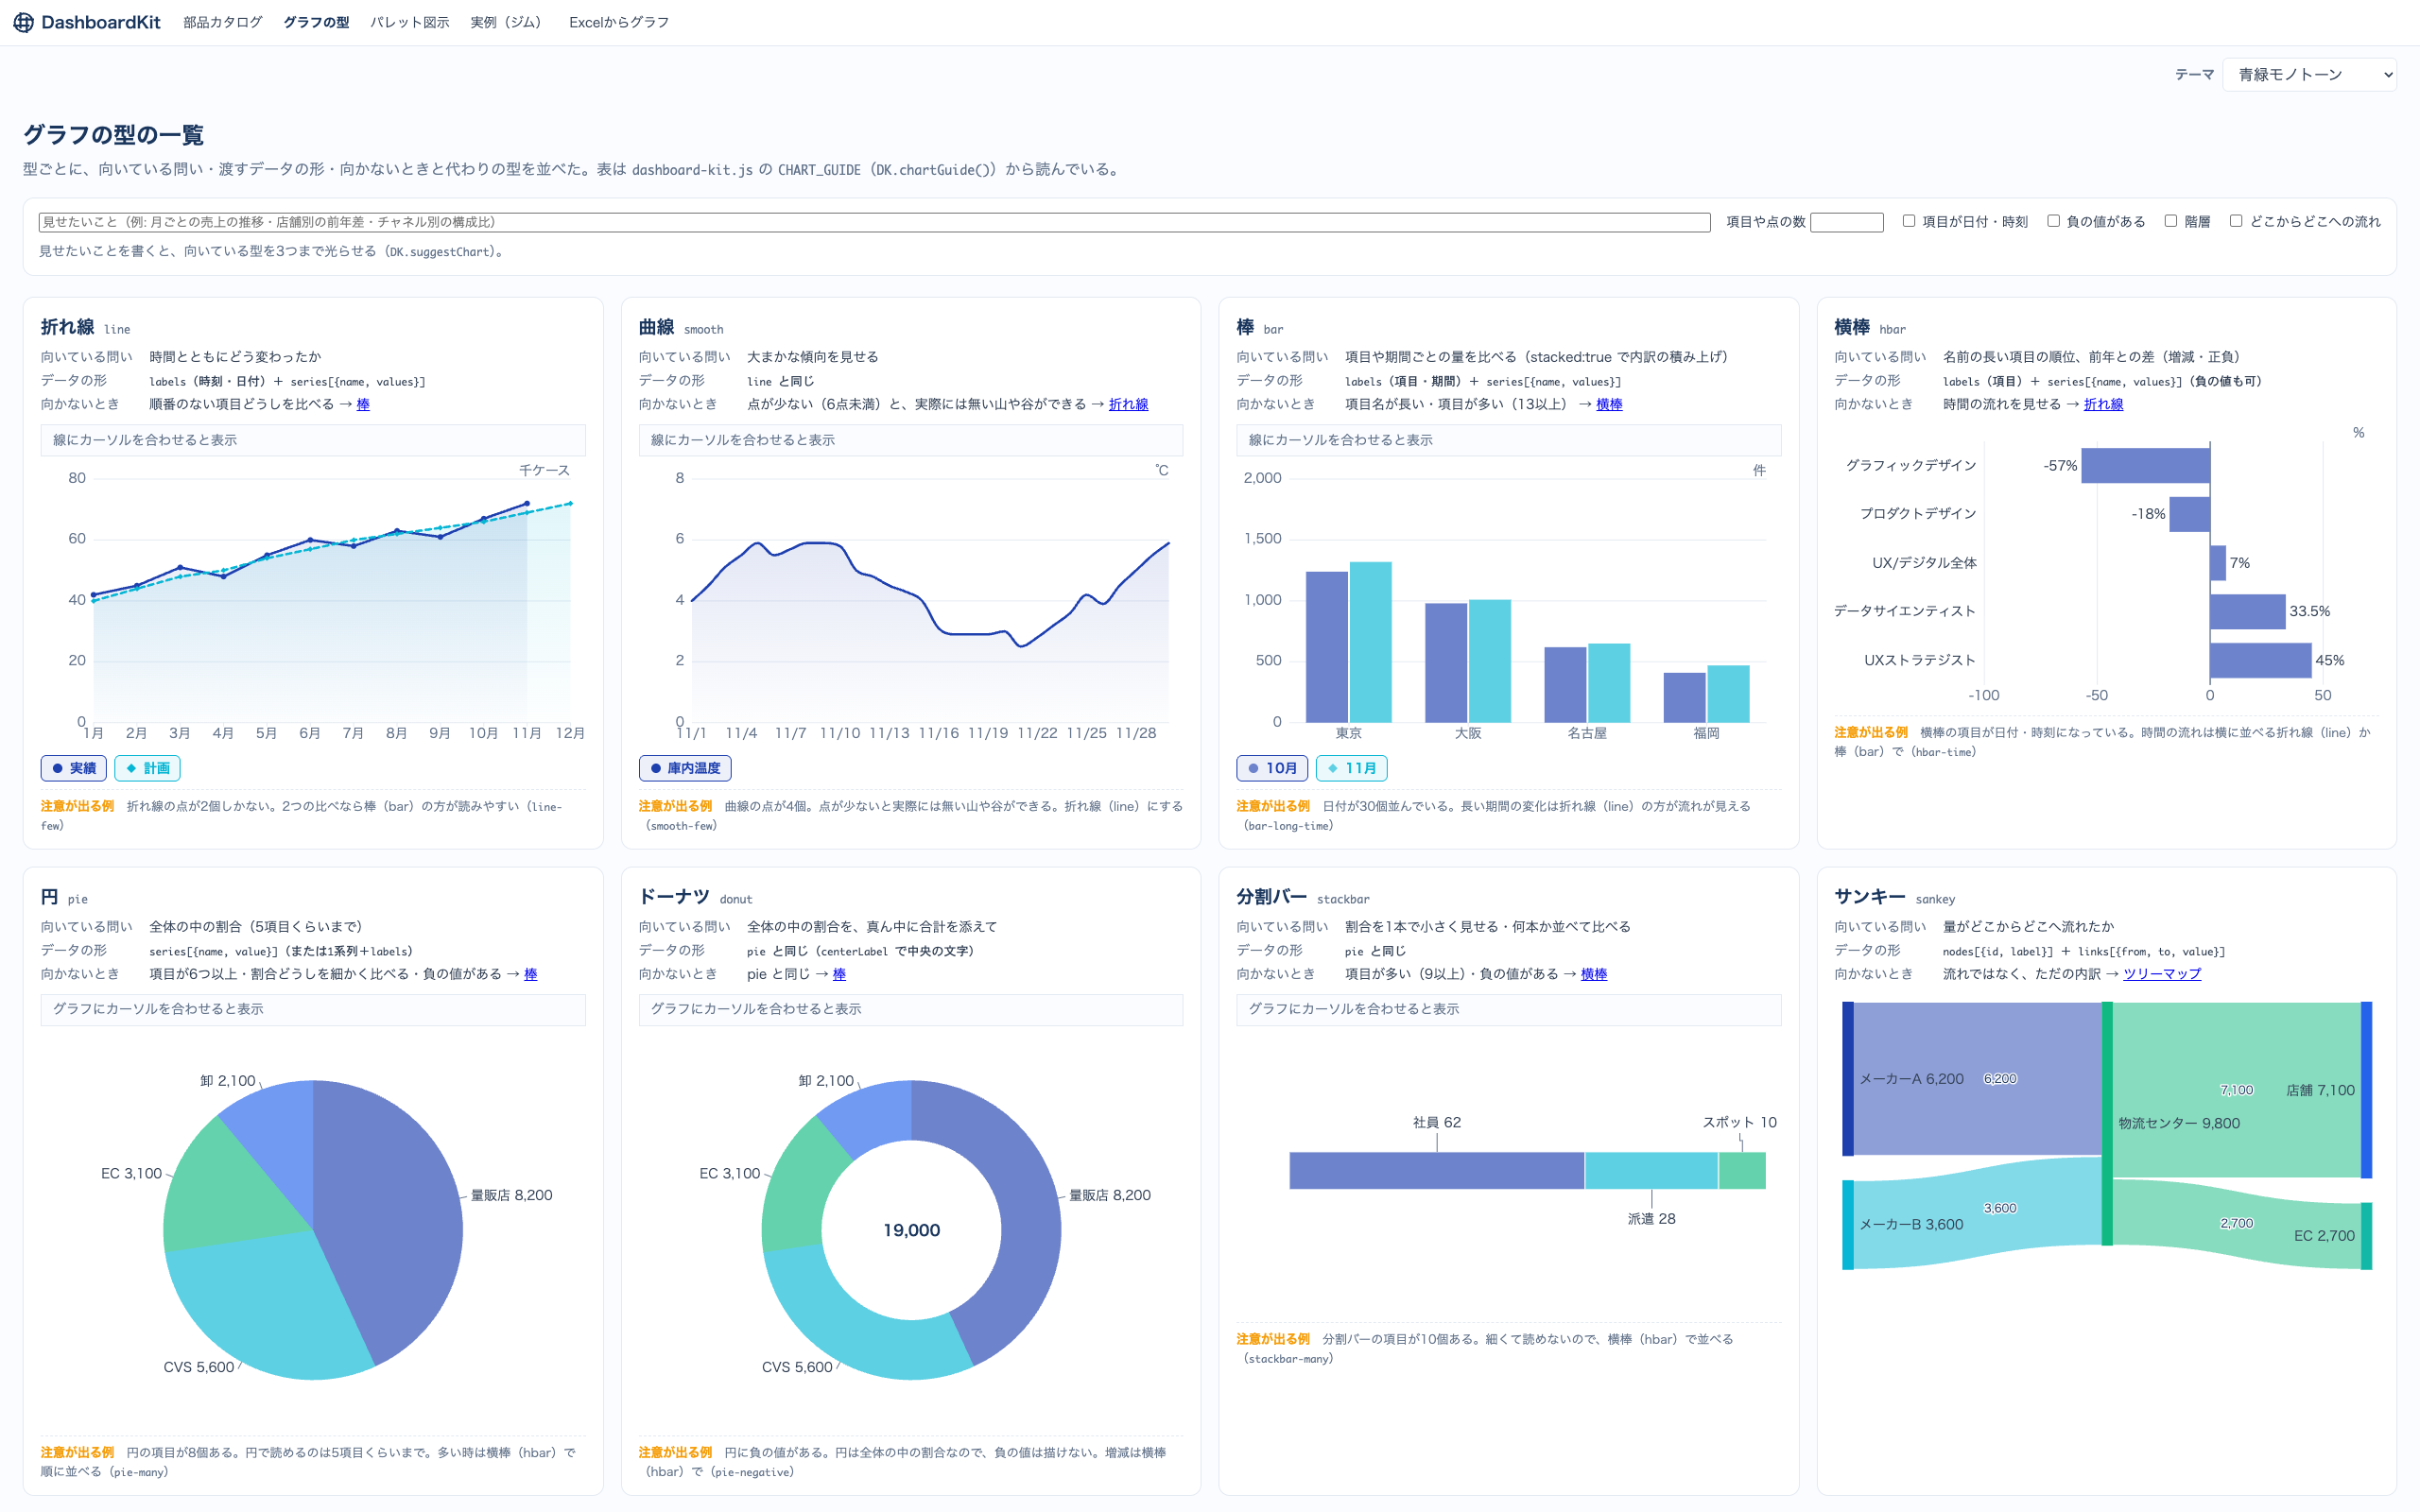 DashboardKit 部品カタログ グラフの型 パレット図示 実例（ジム） Excelからグラフ
テーマ 青緑モノトーン
グラフの型の一覧
型ごとに、向いている問い・渡すデータの形・向かないときと代わりの型を並べた。表は dashboard-kit.js の CHART_GUIDE（DK.chartGuide()）から読んでいる。
見せたいこと（例: 月ごとの売上の推移・店舗別の前年差・チャネル別の構成比） 項目や点の数 項目が日付・時刻 負の値がある 階層 どこからどこへの流れ
見せたいことを書くと、向いている型を3つまで光らせる（DK.suggestChart）。
折れ線 line
向いている問い 時間とともにどう変わったか
データの形 labels（時刻・日付）＋ series[{name, values}]
向かないとき 順番のない項目どうしを比べる → 棒
線にカーソルを合わせると表示
千ケース
80
60
40
20
0
1月 2月 3月 4月 5月 6月 7月 8月 9月 10月 11月 12月
実績 計画
注意が出る例 折れ線の点が2個しかない。2つの比べなら棒（bar）の方が読みやすい（line-
few）
曲線 smooth
向いている問い 大まかな傾向を見せる
データの形 line と同じ
向かないとき 点が少ない（6点未満）と、実際には無い山や谷ができる → 折れ線
線にカーソルを合わせると表示
℃
8
6
4
2
0
11/1 11/4 11/7 11/10 11/13 11/16 11/19 11/22 11/25 11/28
庫内温度
注意が出る例 曲線の点が4個。点が少ないと実際には無い山や谷ができる。折れ線（line）にする
（smooth-few）
棒 bar
向いている問い 項目や期間ごとの量を比べる（stacked:true で内訳の積み上げ）
データの形 labels（項目・期間）＋ series[{name, values}]
向かないとき 項目名が長い・項目が多い（13以上） → 横棒
線にカーソルを合わせると表示
件
2,000
1,500
1,000
500
0
東京 大阪 名古屋 福岡
10月 11月
注意が出る例 日付が30個並んでいる。長い期間の変化は折れ線（line）の方が流れが見える
（bar-long-time）
横棒 hbar
向いている問い 名前の長い項目の順位、前年との差（増減・正負）
データの形 labels（項目）＋ series[{name, values}]（負の値も可）
向かないとき 時間の流れを見せる → 折れ線
%
グラフィックデザイン -57%
プロダクトデザイン -18%
UX/デジタル全体 7%
データサイエンティスト 33.5%
UXストラテジスト 45%
-100 -50 0 50
注意が出る例 横棒の項目が日付・時刻になっている。時間の流れは横に並べる折れ線（line）か
棒（bar）で（hbar-time）
円 pie
向いている問い 全体の中の割合（5項目くらいまで）
データの形 series[{name, value}]（または1系列＋labels）
向かないとき 項目が6つ以上・割合どうしを細かく比べる・負の値がある → 棒
グラフにカーソルを合わせると表示
卸 2,100
EC 3,100
量販店 8,200
CVS 5,600
注意が出る例 円の項目が8個ある。円で読めるのは5項目くらいまで。多い時は横棒（hbar）で
順に並べる（pie-many）
ドーナツ donut
向いている問い 全体の中の割合を、真ん中に合計を添えて
データの形 pie と同じ（centerLabel で中央の文字）
向かないとき pie と同じ → 棒
グラフにカーソルを合わせると表示
卸 2,100
EC 3,100
量販店 8,200
19,000
CVS 5,600
注意が出る例 円に負の値がある。円は全体の中の割合なので、負の値は描けない。増減は横棒
（hbar）で（pie-negative）
分割バー stackbar
向いている問い 割合を1本で小さく見せる・何本か並べて比べる
データの形 pie と同じ
向かないとき 項目が多い（9以上）・負の値がある → 横棒
グラフにカーソルを合わせると表示
社員 62 スポット 10
派遣 28
注意が出る例 分割バーの項目が10個ある。細くて読めないので、横棒（hbar）で並べる
（stackbar-many）
サンキー sankey
向いている問い 量がどこからどこへ流れたか
データの形 nodes[{id, label}] ＋ links[{from, to, value}]
向かないとき 流れではなく、ただの内訳 → ツリーマップ
メーカーA 6,200 6,200 7,100 店舗 7,100
物流センター 9,800
メーカーB 3,600 3,600 2,700 EC 2,700